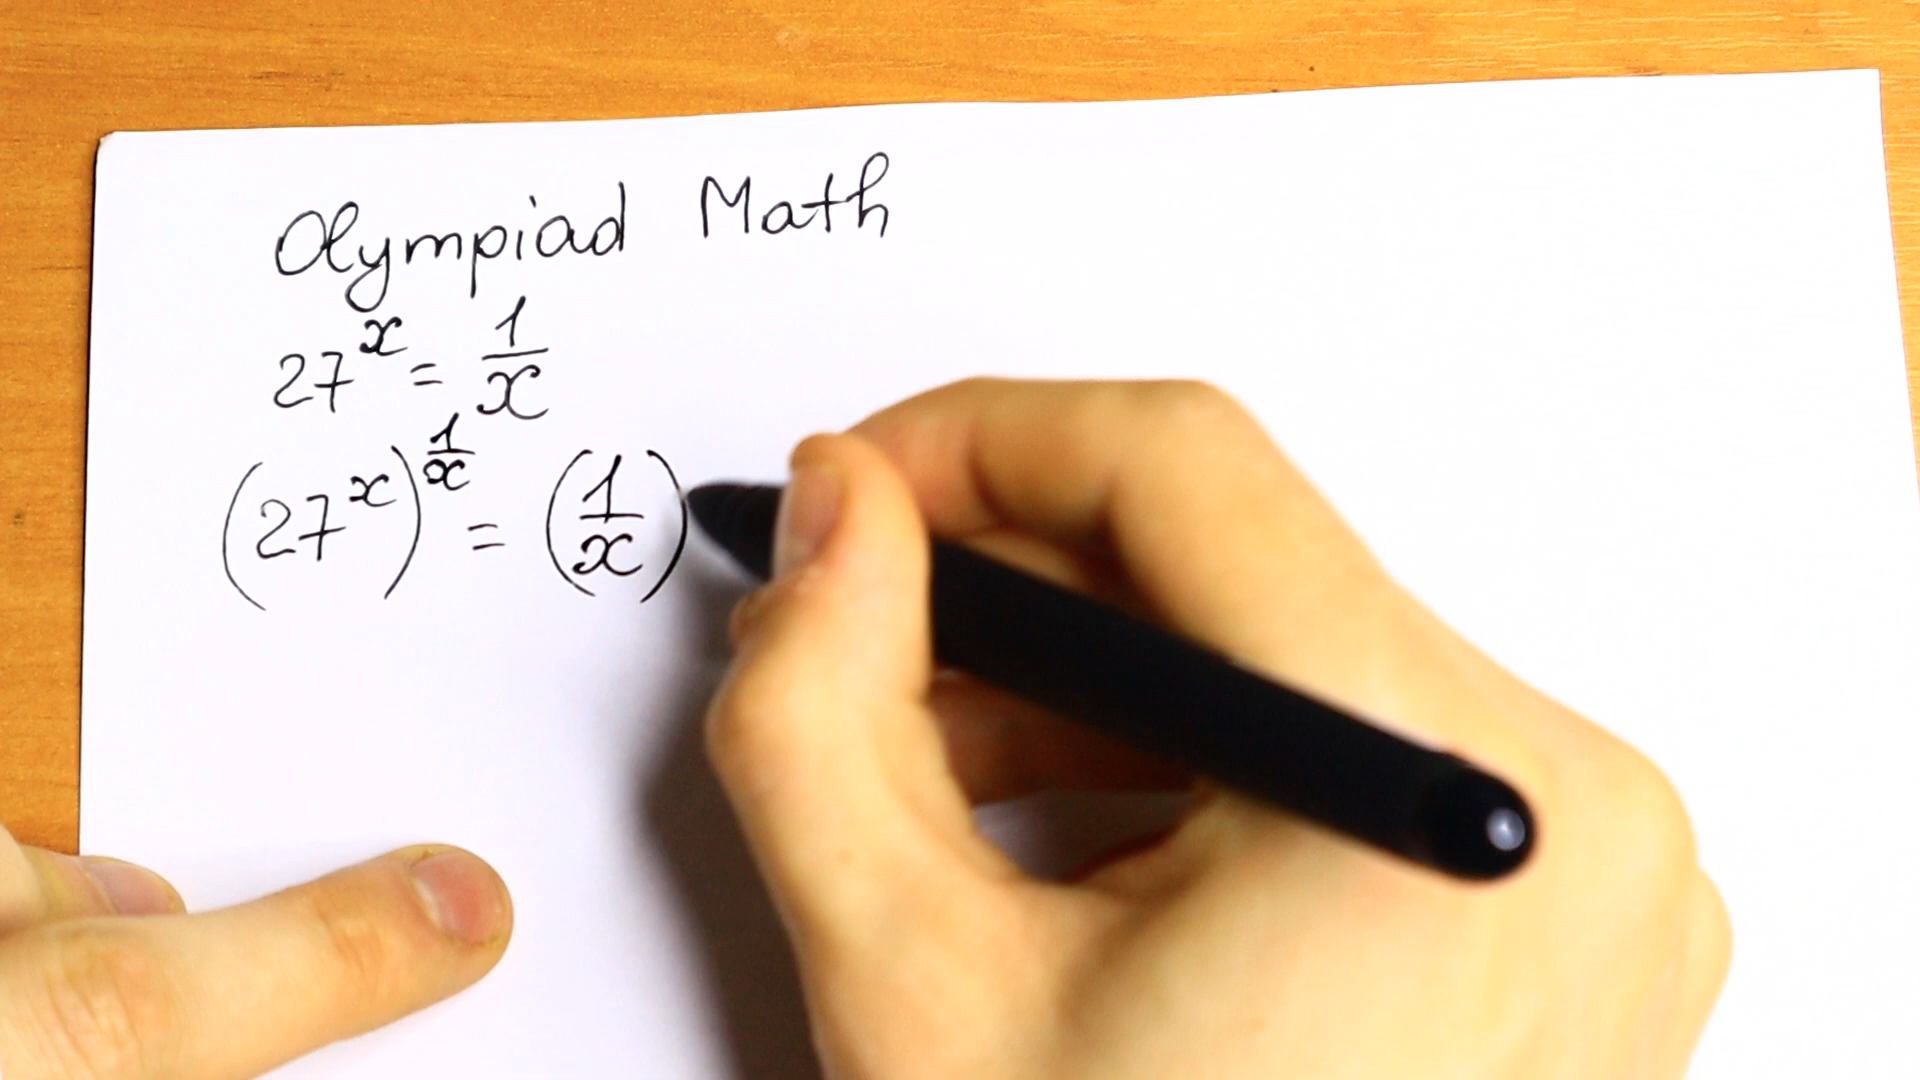 Olympiad Math
27^x = 1/x
(27^x)^(1/x) = (1/x)